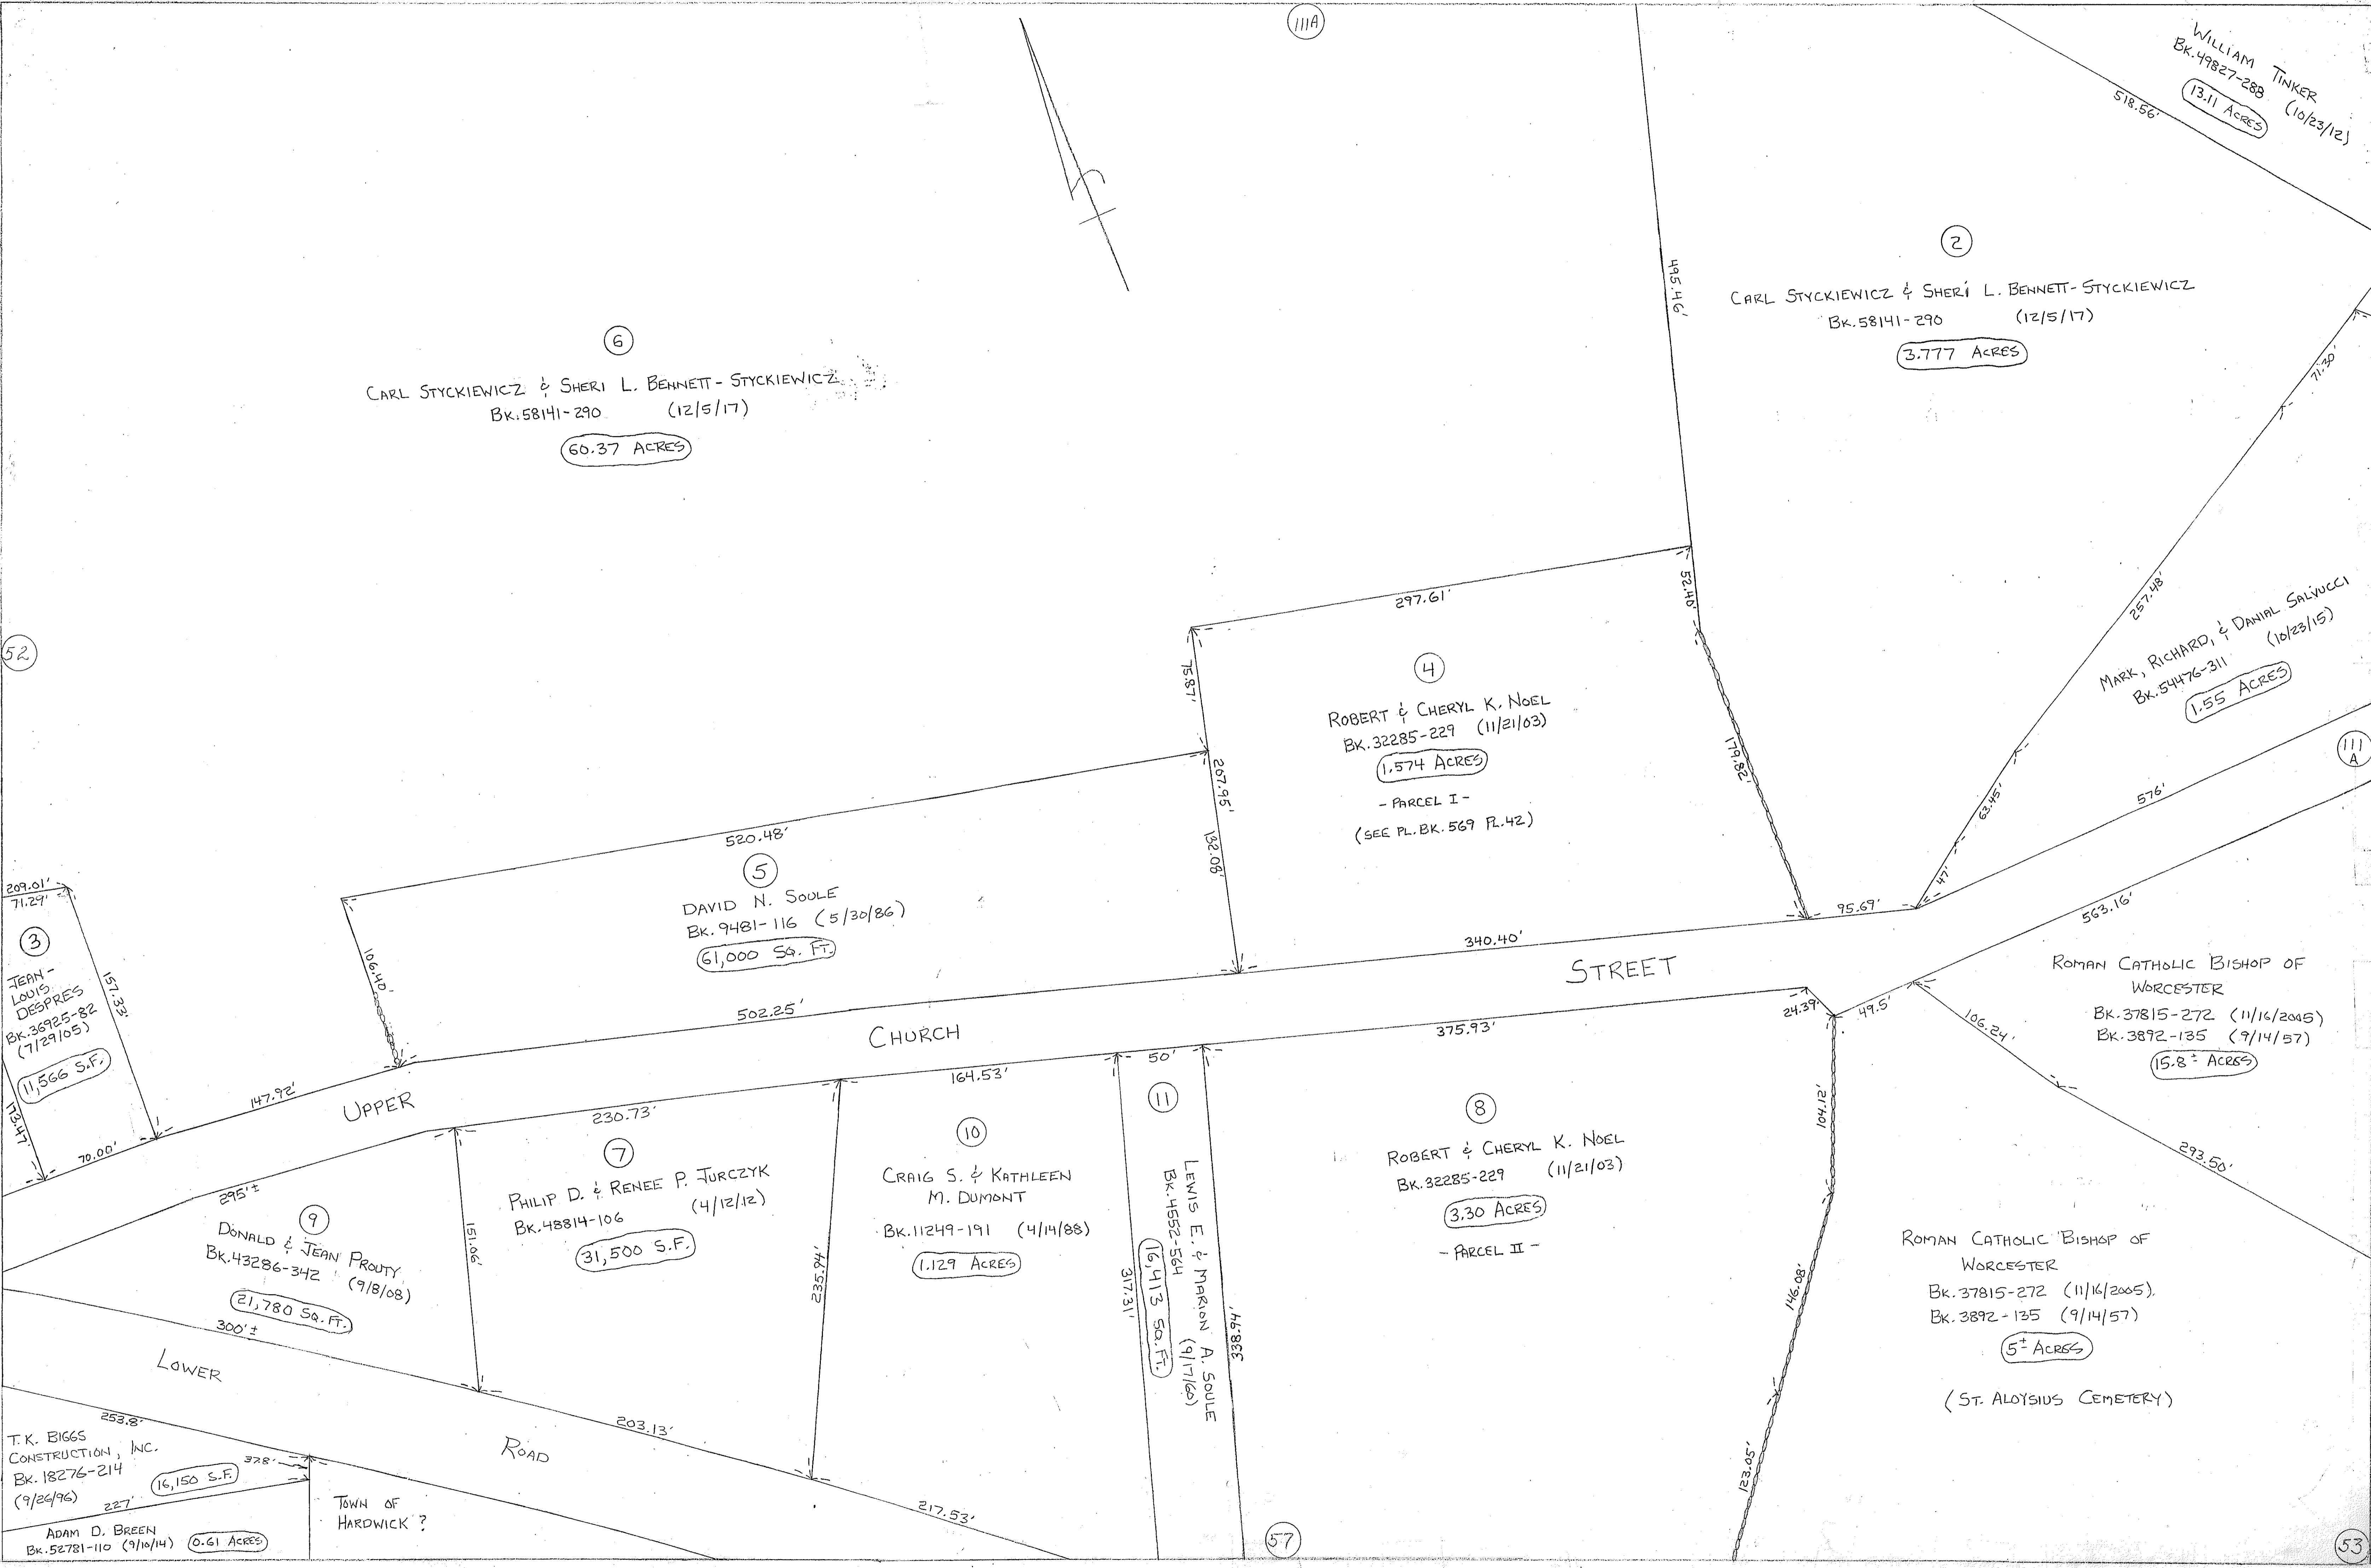 111A
WILLIAM TINKER
BK.49827-288 (10/23/12)
13.11 ACRES
518.56'
2
CARL STYCKIEWICZ & SHERI L. BENNETT-STYCKIEWICZ
BK.58141-290 (12/5/17)
3.777 ACRES
495.46'
71.30'
6
CARL STYCKIEWICZ & SHERI L. BENNETT-STYCKIEWICZ
BK.58141-290 (12/5/17)
60.37 ACRES
52
297.61'
52.40'
257.48'
MARK, RICHARD, & DANIAL SALVUCCI
BK.54476-311 (10/23/15)
1.55 ACRES
111
A
75.87'
4
ROBERT & CHERYL K. NOEL
BK.32285-229 (11/21/03)
1.574 ACRES
- PARCEL I -
(SEE PL.BK.569 PL.42)
179.82'
207.95'
132.08'
63.45'
576'
47'
520.48'
5
DAVID N. SOULE
BK.9481-116 (5/30/86)
61,000 SQ. FT.
106.40'
209.01'
71.29'
3
JEAN-
LOUIS
DESPRES
BK.36925-82
(7/29/05)
11,566 S.F.
157.33'
173.47'
70.00'
147.92'
502.25'
340.40'
95.69'
UPPER
CHURCH
STREET
563.16'
ROMAN CATHOLIC BISHOP OF
WORCESTER
BK.37815-272 (11/16/2005)
BK.3892-135 (9/14/57)
15.8± ACRES
295'±
230.73'
164.53'
50'
375.93'
24.39'
49.5'
106.24'
293.50'
9
DONALD & JEAN PROUTY
BK.43286-342 (9/8/08)
21,780 SQ. FT.
300'±
151.66'
7
PHILIP D. & RENEE P. JURCZYK
BK.48814-106 (4/12/12)
31,500 S.F.
235.94'
10
CRAIG S. & KATHLEEN
M. DUMONT
BK.11249-191 (4/14/88)
1.129 ACRES
317.31'
11
LEWIS E. & MARION A. SOULE
BK.4552-564 (9/17/60)
16,413 SQ.FT.
338.94'
8
ROBERT & CHERYL K. NOEL
BK.32285-229 (11/21/03)
3.30 ACRES
- PARCEL II -
104.12'
146.08'
123.05'
ROMAN CATHOLIC BISHOP OF
WORCESTER
BK.37815-272 (11/16/2005)
BK.3892-135 (9/14/57)
5± ACRES
(ST. ALOYSIUS CEMETERY)
LOWER
ROAD
203.13'
217.53'
253.8'
T.K. BIGGS
CONSTRUCTION, INC.
BK.18276-214
(9/26/96)
16,150 S.F.
37.8'
227'
ADAM D. BREEN
BK.52781-110 (9/10/14)
0.61 ACRES
TOWN OF
HARDWICK ?
57
53